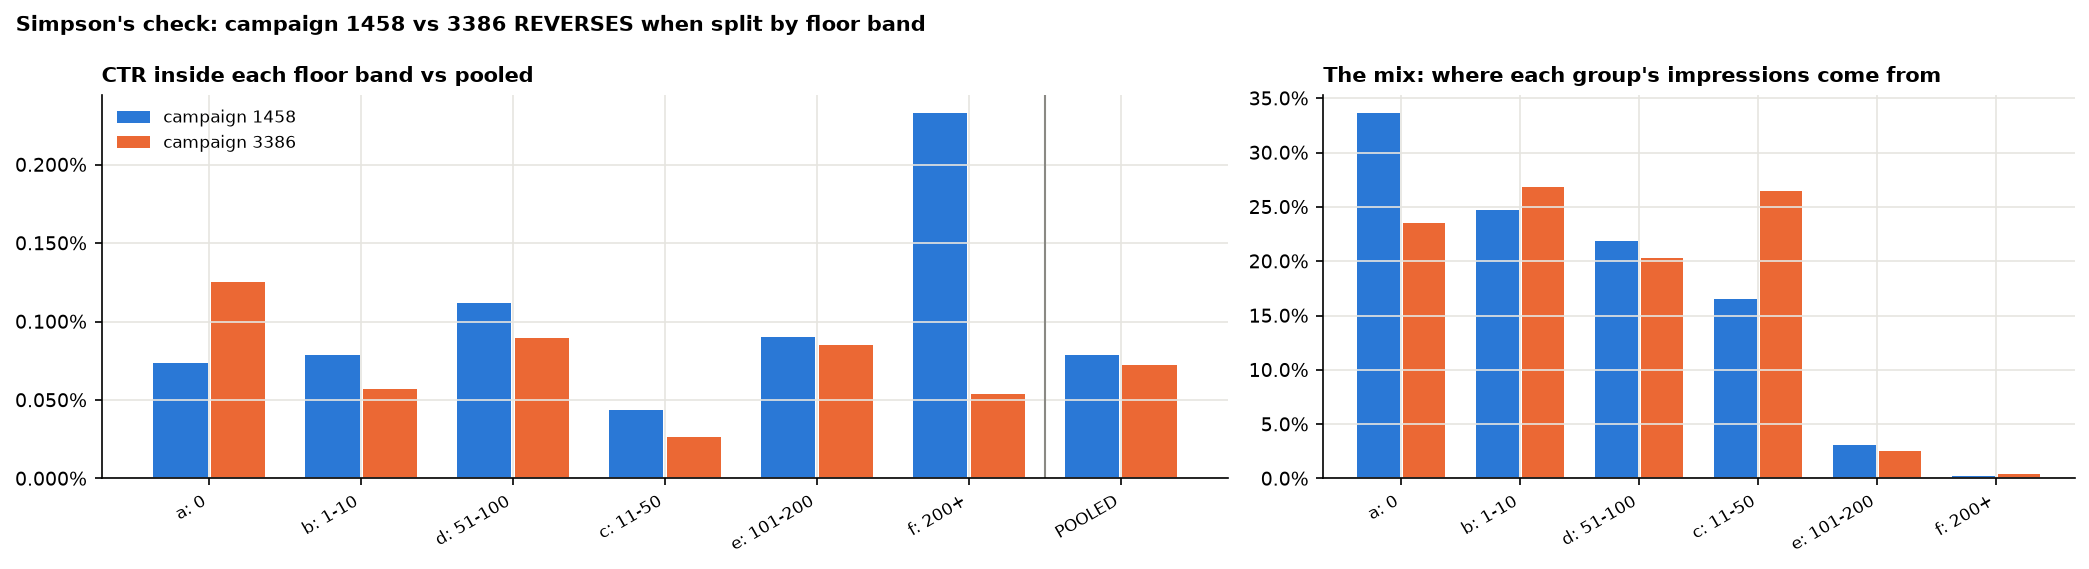 Simpson's check: campaign 1458 vs 3386 REVERSES when split by floor band
CTR inside each floor band vs pooled
campaign 1458
campaign 3386
0.200%
0.150%
0.100%
0.050%
0.000%
a: 0
b: 1-10
d: 51-100
c: 11-50
e: 101-200
f: 200+
POOLED
The mix: where each group's impressions come from
35.0%
30.0%
25.0%
20.0%
15.0%
10.0%
5.0%
0.0%
a: 0
b: 1-10
d: 51-100
c: 11-50
e: 101-200
f: 200+